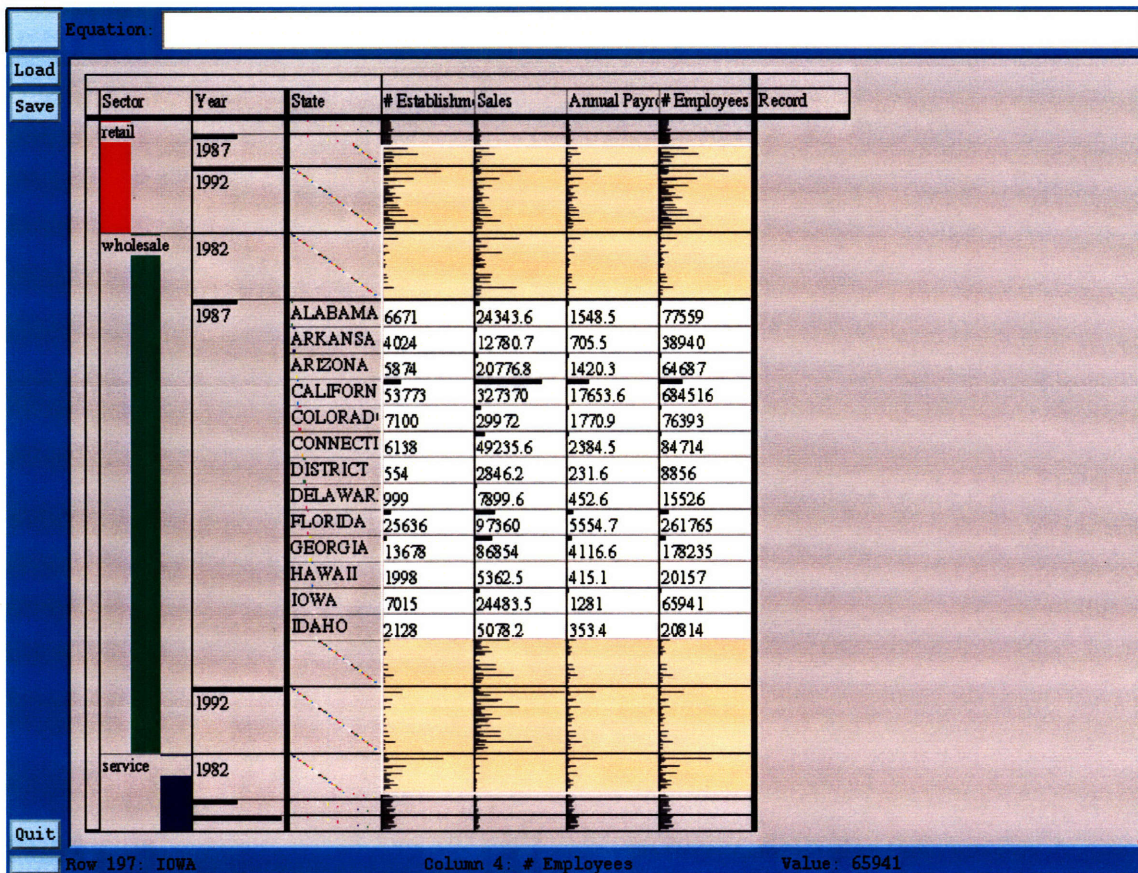 Equation:
Load
Save
Sector Year State # Establishm Sales Annual Payr # Employees Record
retail
1987
1992
wholesale 1982
1987 ALABAMA 6671 24343.6 1548.5 77559
ARKANSA 4024 12780.7 705.5 38940
ARIZONA 5874 20776.8 1420.3 64687
CALIFORN 53773 327370 17653.6 684516
COLORAD 7100 29972 1770.9 76393
CONNECTI 6138 49235.6 2384.5 84714
DISTRICT 554 2846.2 231.6 8856
DELAWAR 999 7899.6 452.6 15526
FLORIDA 25636 97360 5554.7 261765
GEORGIA 13678 86854 4116.6 178235
HAWAII 1998 5362.5 415.1 20157
IOWA 7015 24483.5 1281 65941
IDAHO 2128 5078.2 353.4 20814
1992
service 1982
Quit
Row 197: IOWA Column 4: # Employees Value: 65941